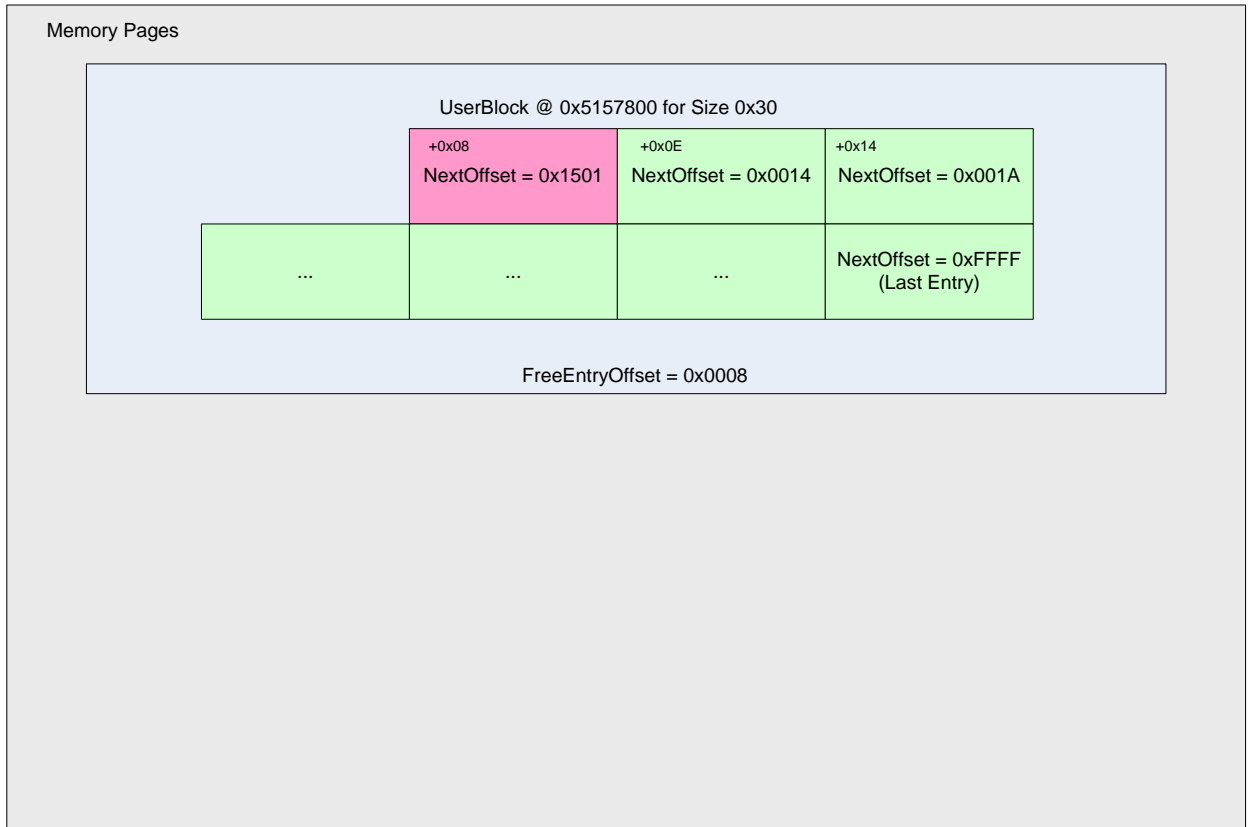 Memory Pages
UserBlock @ 0x5157800 for Size 0x30
+0x08
NextOffset = 0x1501
+0x0E
NextOffset = 0x0014
+0x14
NextOffset = 0x001A
...
...
...
NextOffset = 0xFFFF
(Last Entry)
FreeEntryOffset = 0x0008